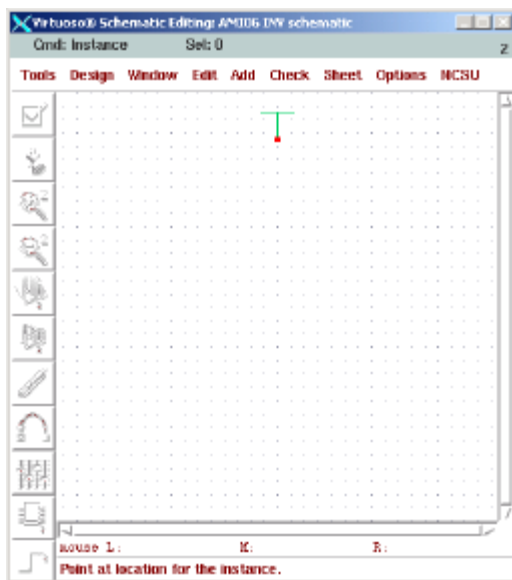 Virtuoso® Schematic Editing: AMI06 INV schematic
Cmd: Instance Sel: 0 2
Tools Design Window Edit Add Check Sheet Options NCSU
mouse L: M: R:
Point at location for the instance.